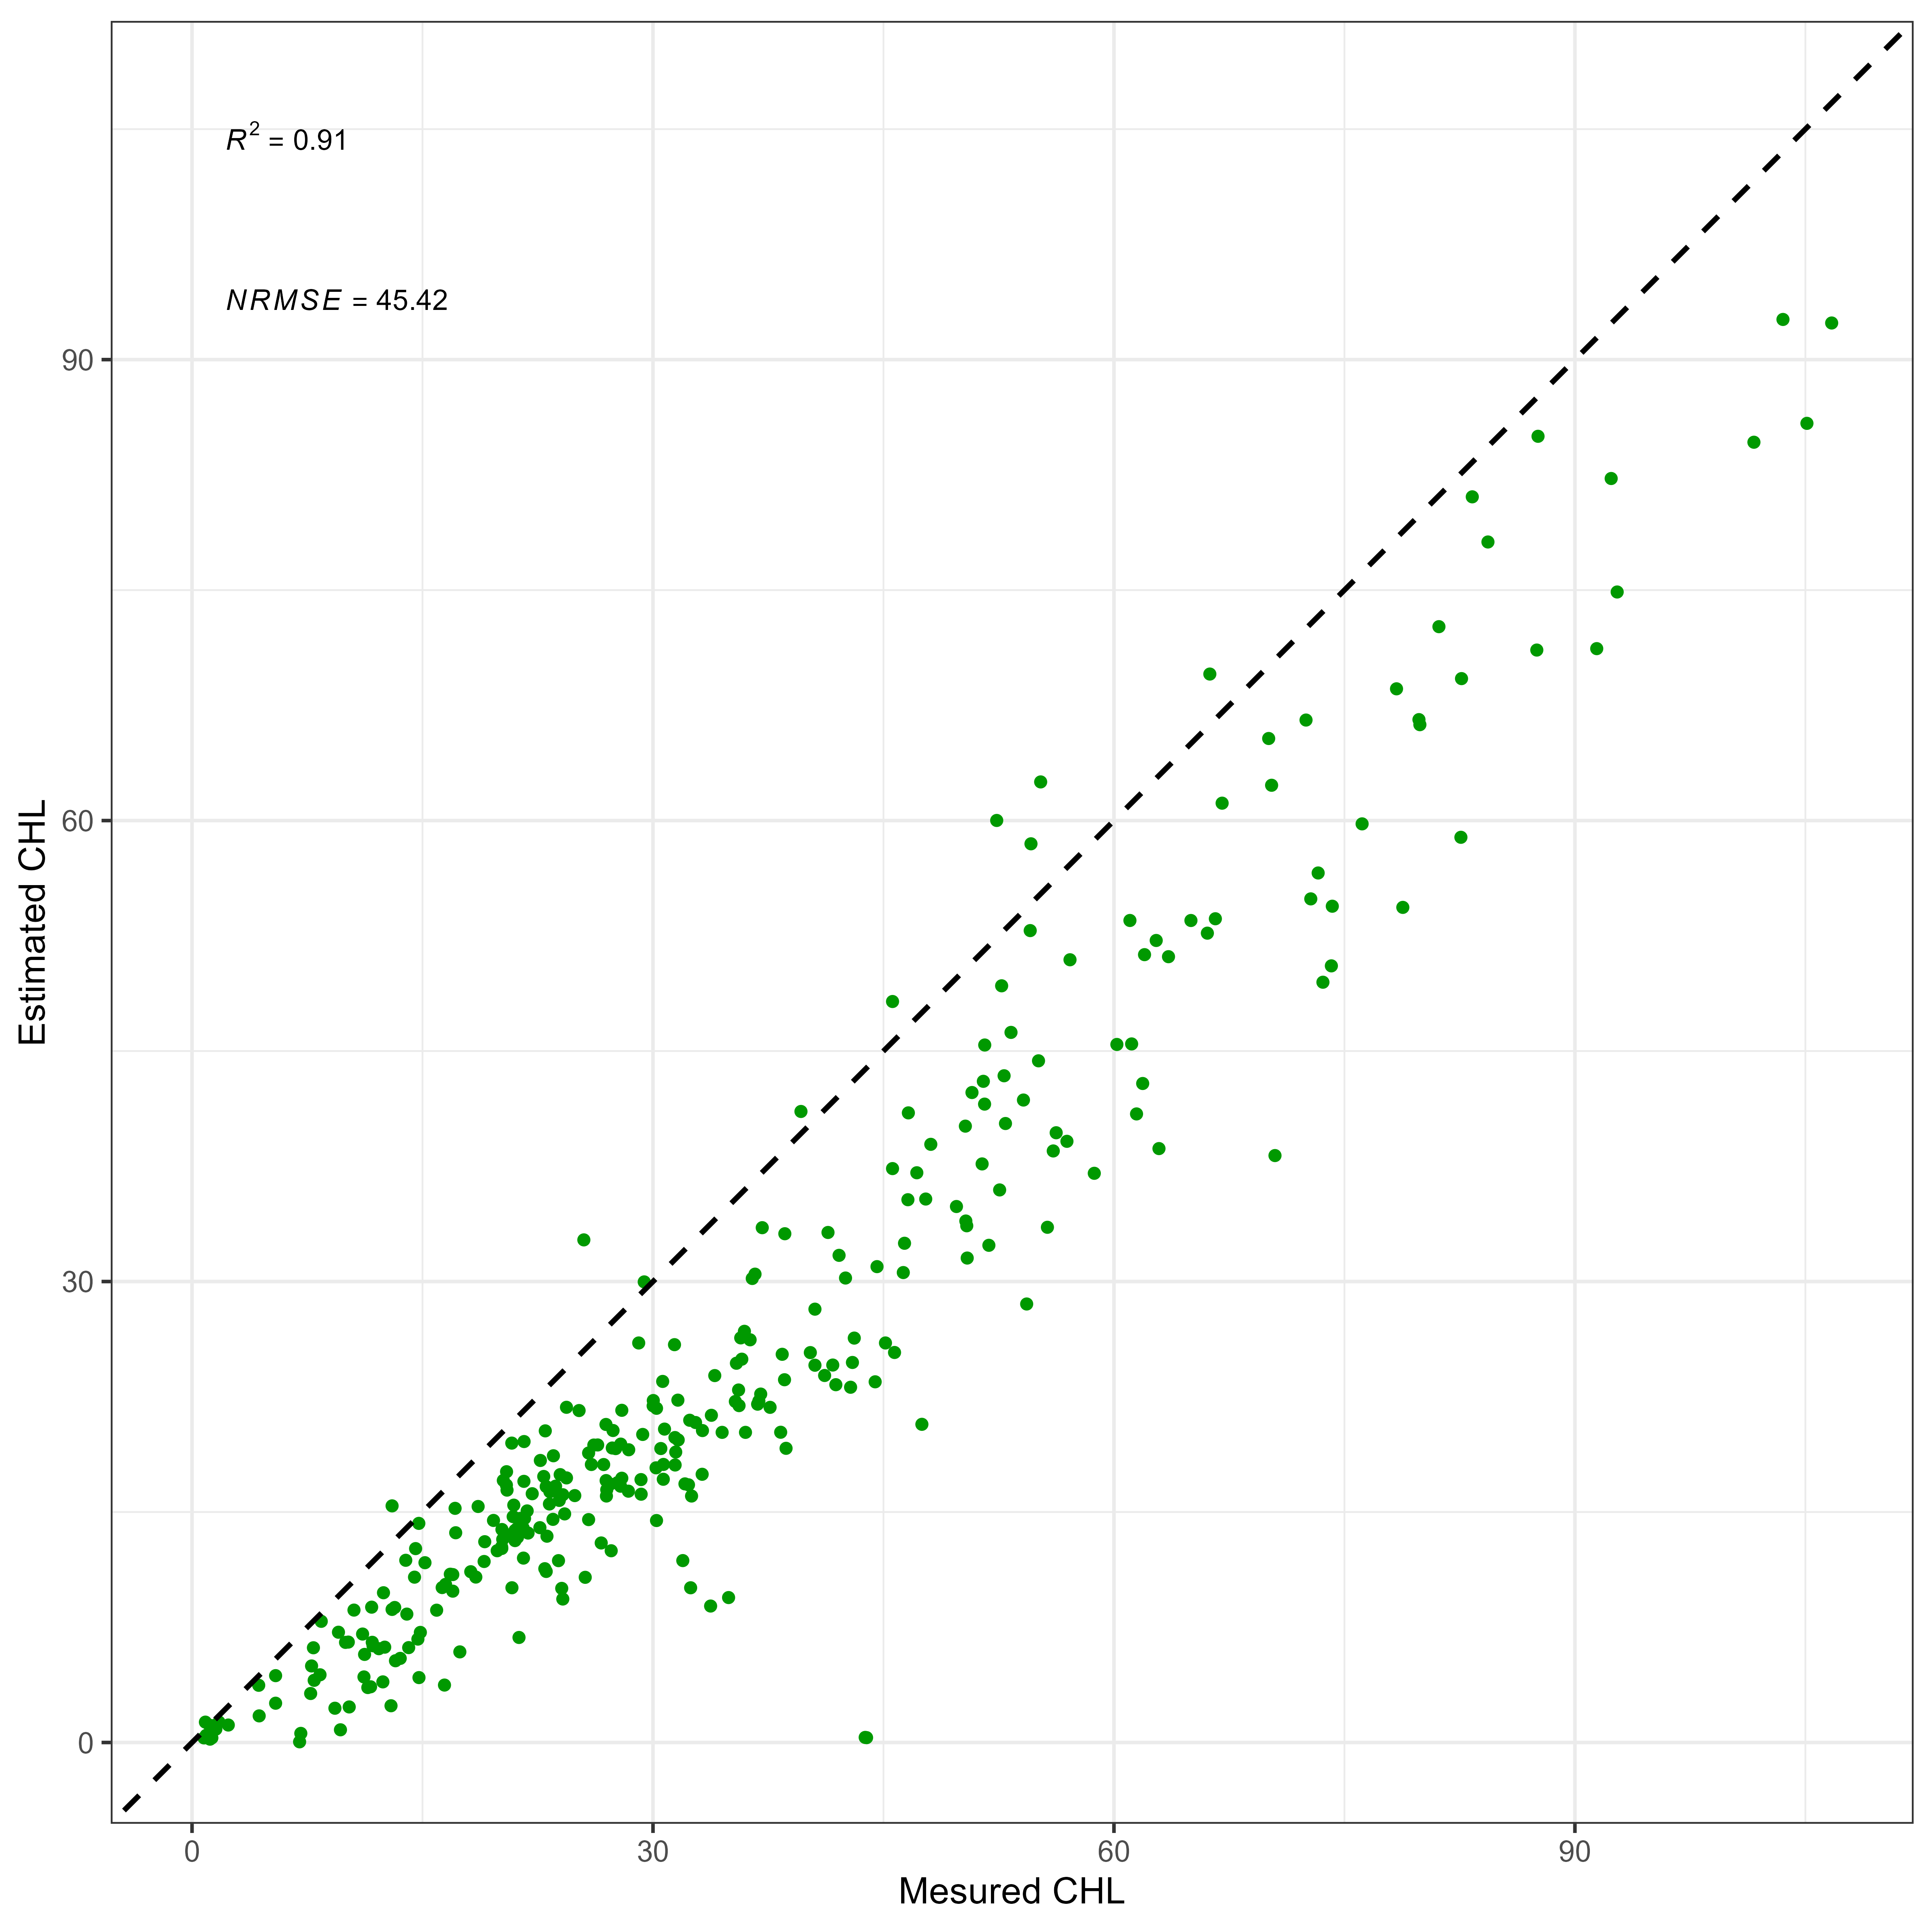 R² = 0.91
NRMSE = 45.42
90
60
30
0
Estimated CHL
0 30 60 90
Mesured CHL